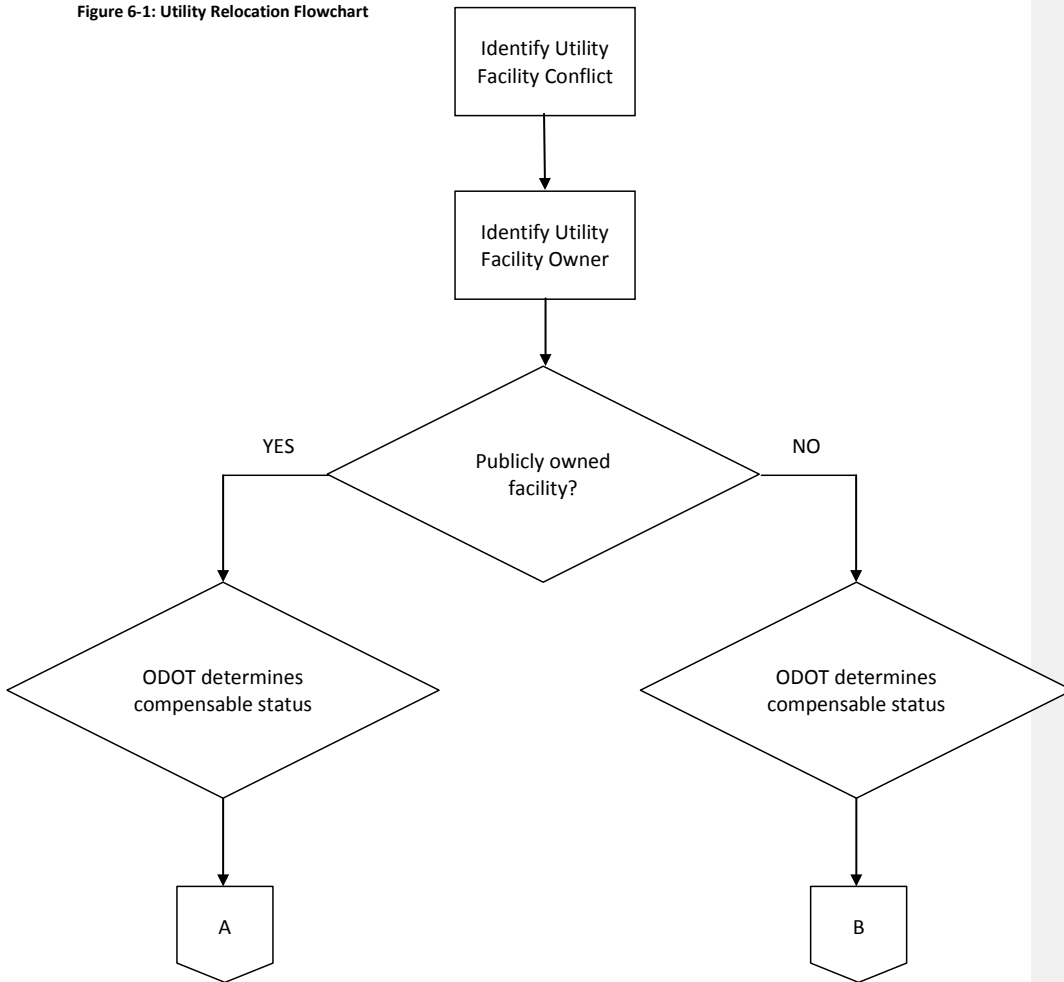 Figure 6-1: Utility Relocation Flowchart
Identify Utility
Facility Conflict
Identify Utility
Facility Owner
YES
NO
Publicly owned
facility?
ODOT determines
compensable status
ODOT determines
compensable status
A
B